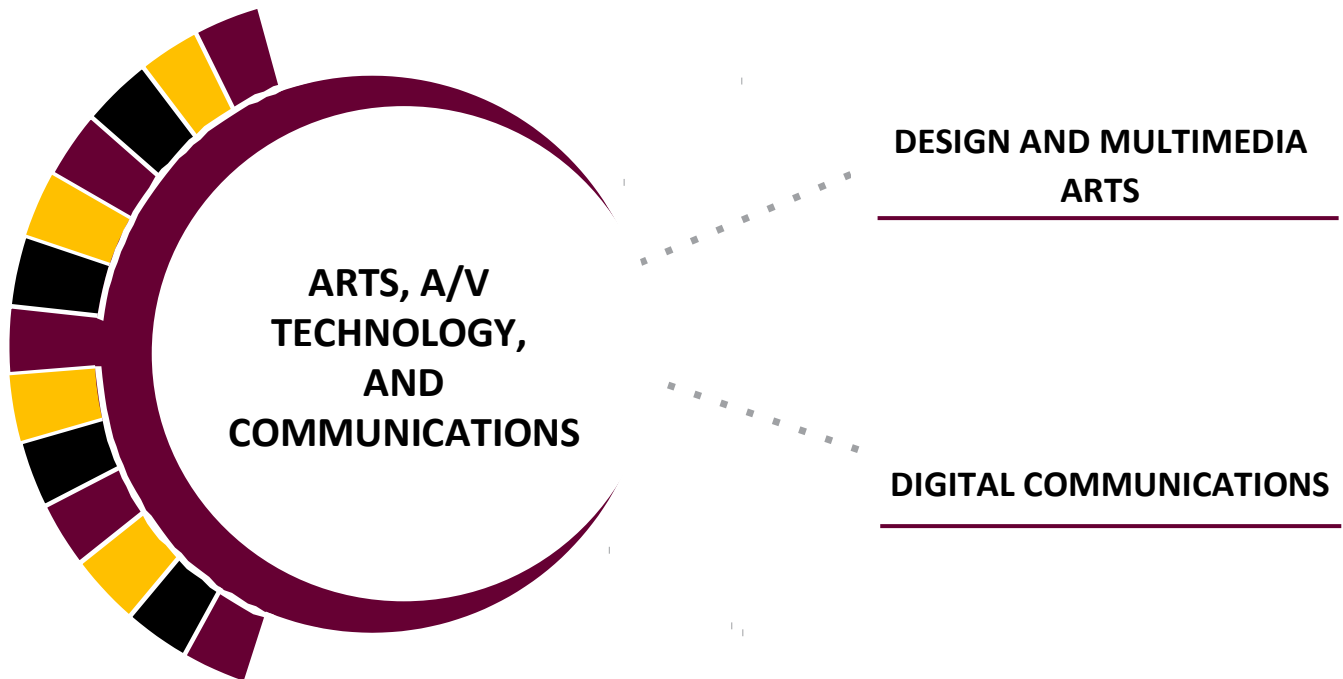 ARTS, A/V
TECHNOLOGY,
AND
COMMUNICATIONS
DESIGN AND MULTIMEDIA
ARTS
DIGITAL COMMUNICATIONS